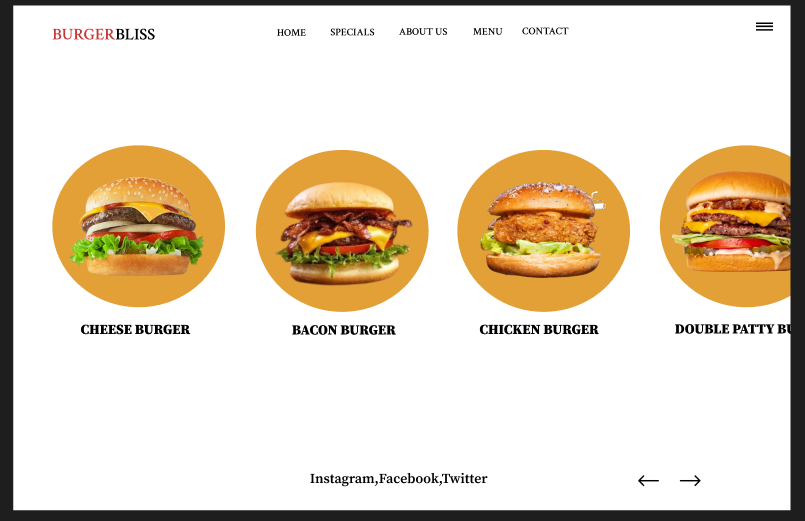 BURGERBLISS
HOME SPECIALS ABOUT US MENU CONTACT
CHEESE BURGER
BACON BURGER
CHICKEN BURGER
DOUBLE PATTY BU
Instagram,Facebook,Twitter